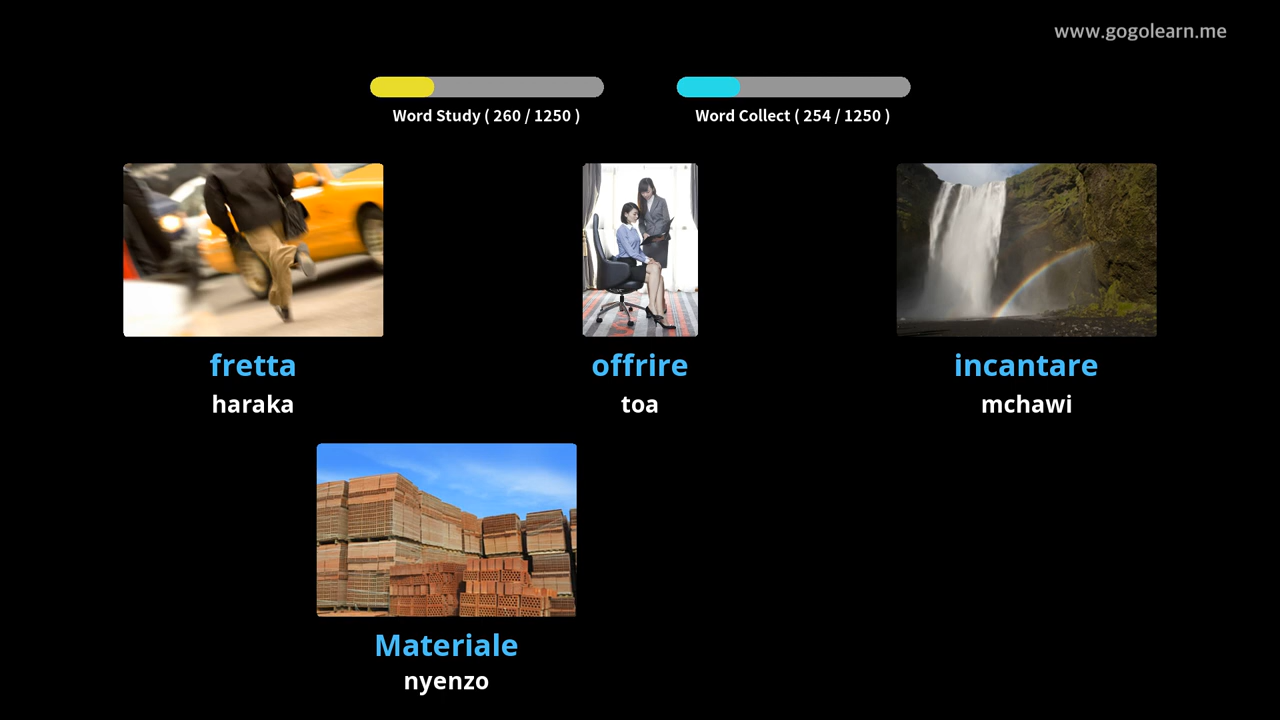 www.gogolearn.me
Word Study ( 260 / 1250 )
Word Collect ( 254 / 1250 )
fretta
haraka
offrire
toa
incantare
mchawi
Materiale
nyenzo